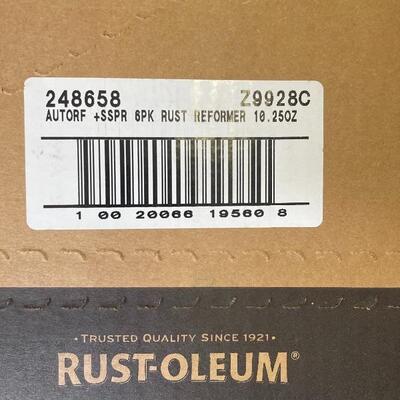 248658 Z9928C
AUTORF +SSPR 6PK RUST REFORMER 10.25OZ
1 00 20066 19560 8
• TRUSTED QUALITY SINCE 1921 •
RUST-OLEUM®